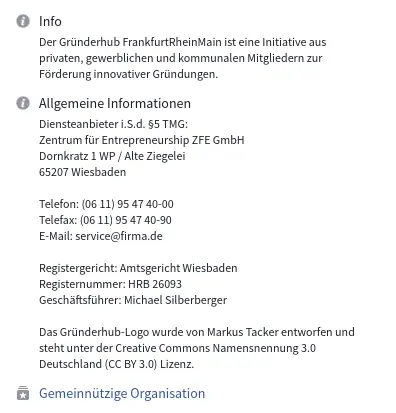 Info
Der Gründerhub FrankfurtRheinMain ist eine Initiative aus
privaten, gewerblichen und kommunalen Mitgliedern zur
Förderung innovativer Gründungen.
Allgemeine Informationen
Diensteanbieter i.S.d. §5 TMG:
Zentrum für Entrepreneurship ZFE GmbH
Dornkratz 1 WP / Alte Ziegelei
65207 Wiesbaden
Telefon: (06 11) 95 47 40-00
Telefax: (06 11) 95 47 40-90
E-Mail: service@firma.de
Registergericht: Amtsgericht Wiesbaden
Registernummer: HRB 26093
Geschäftsführer: Michael Silberberger
Das Gründerhub-Logo wurde von Markus Tacker entworfen und
steht unter der Creative Commons Namensnennung 3.0
Deutschland (CC BY 3.0) Lizenz.
Gemeinnützige Organisation